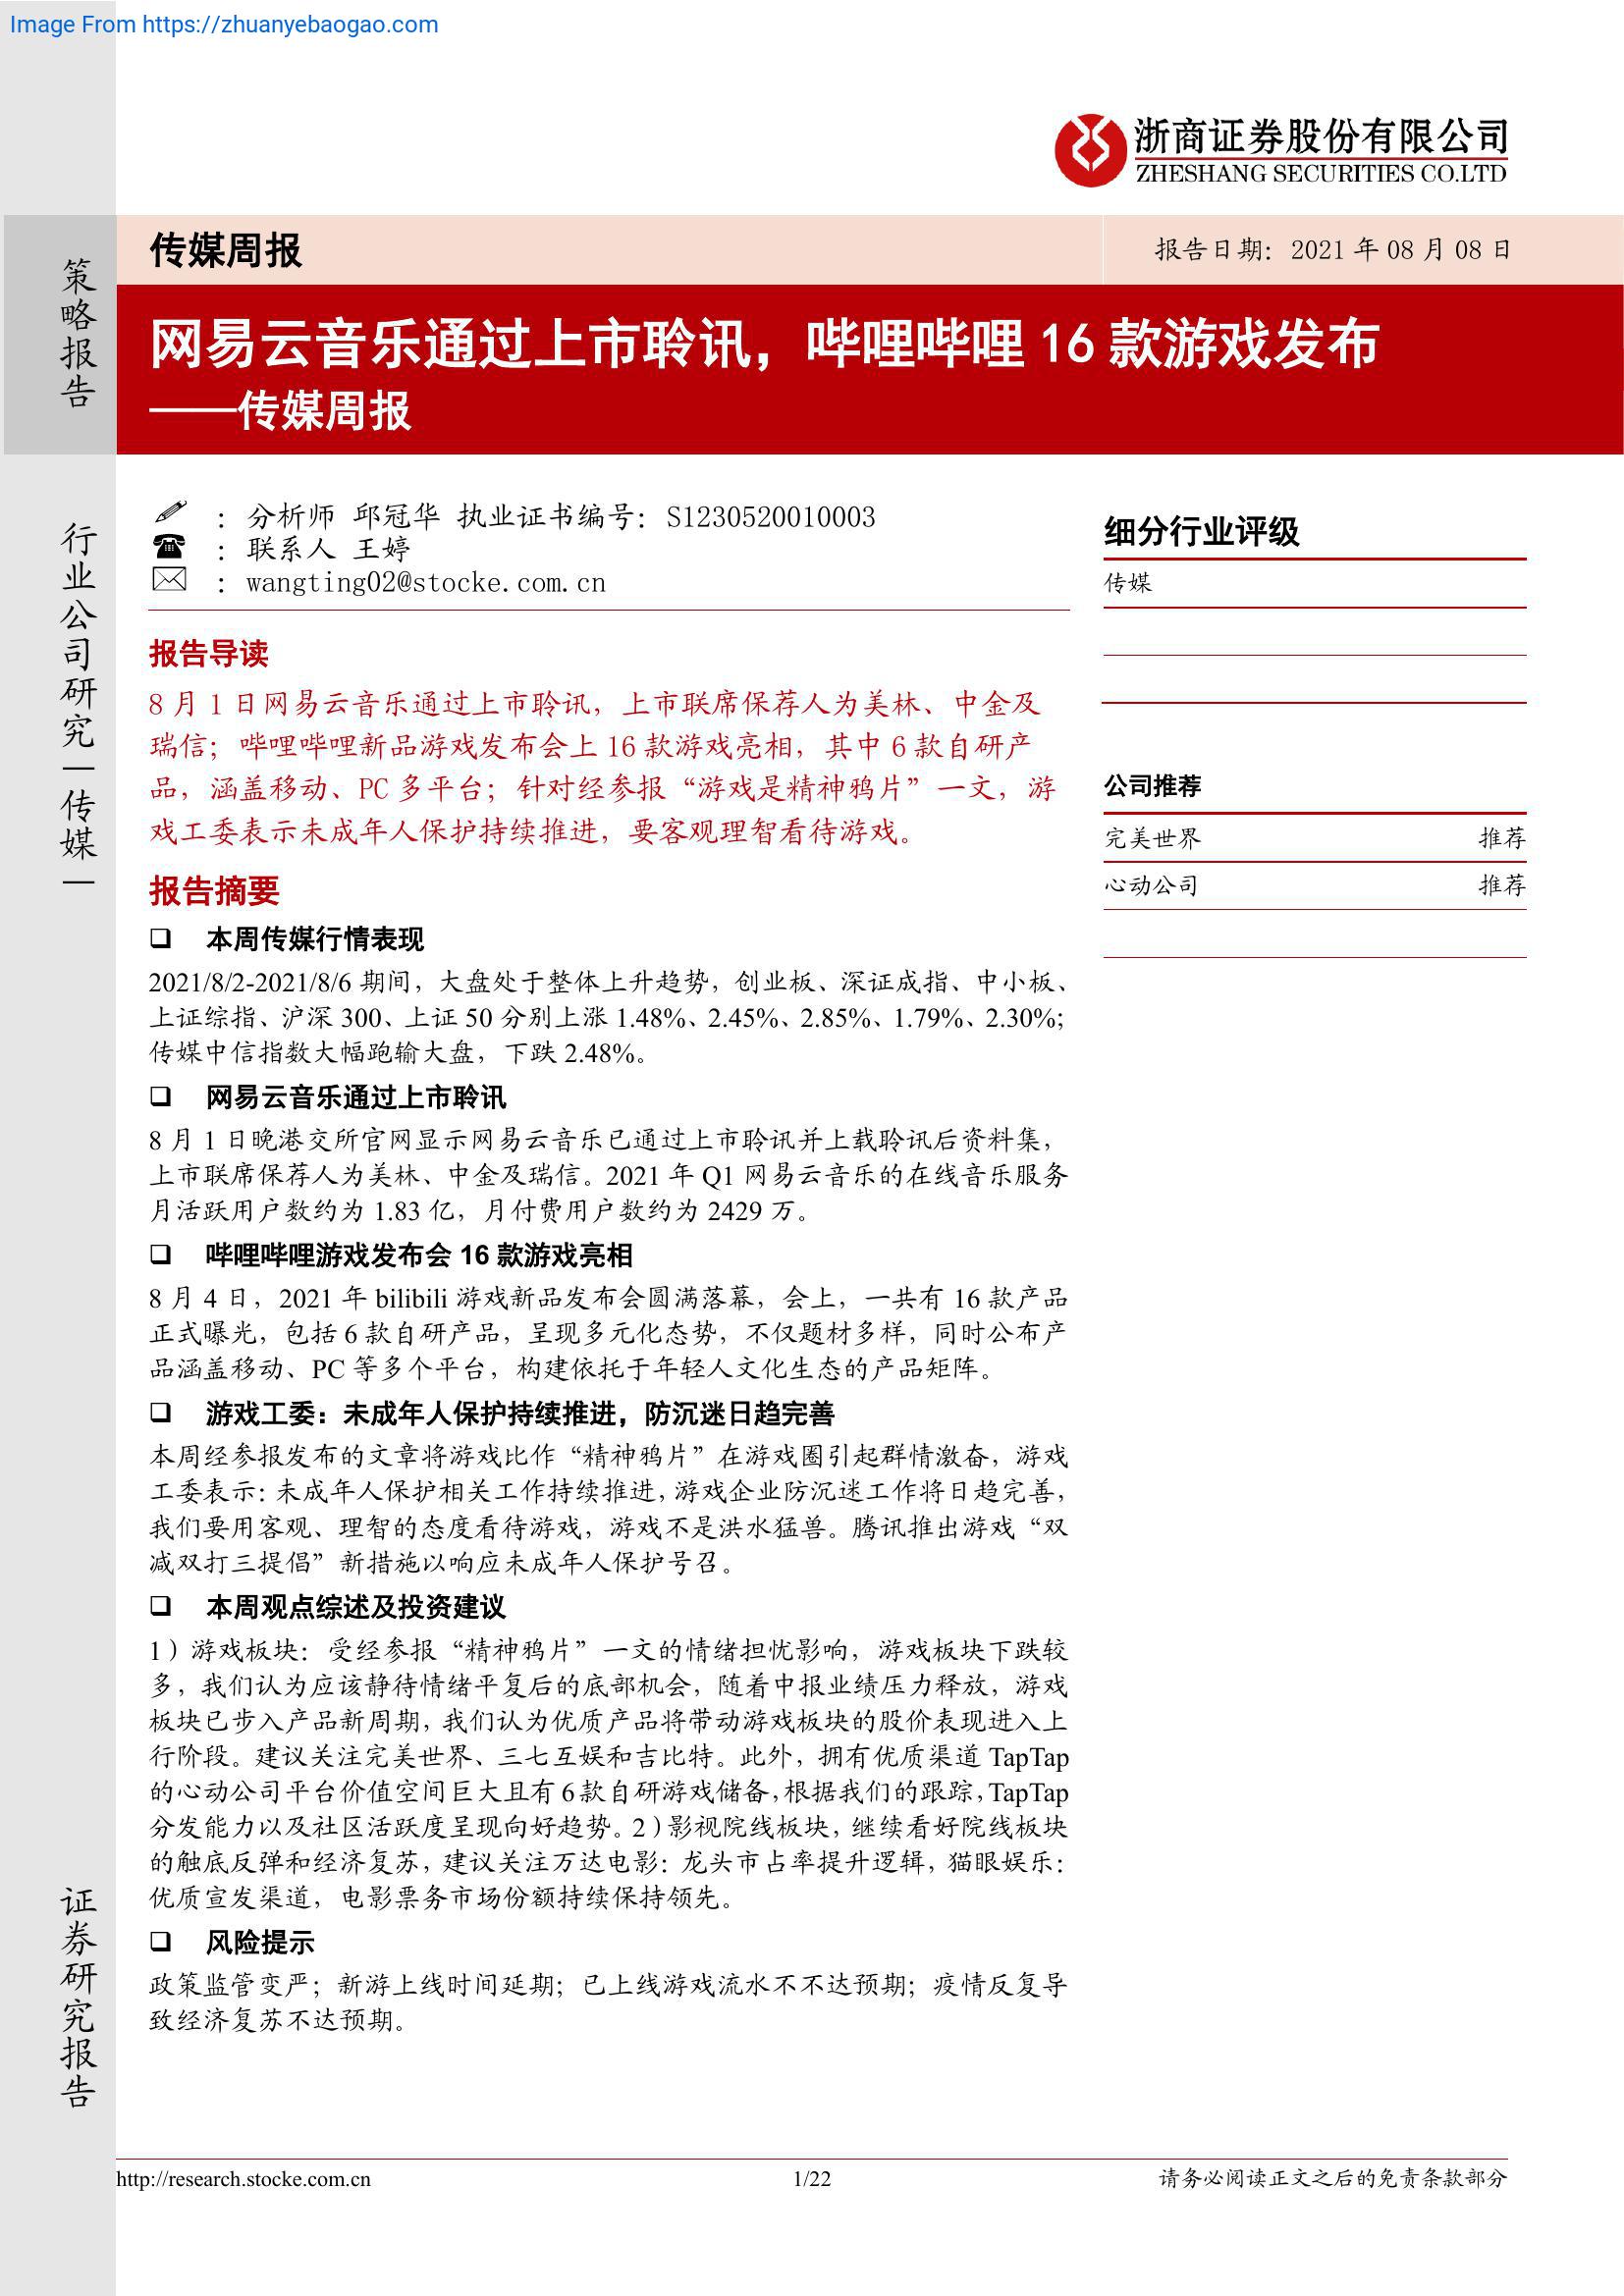 Image From https://zhuanyebaogao.com
浙商证券股份有限公司
ZHESHANG SECURITIES CO.LTD
策略报告
传媒周报
报告日期：2021 年 08 月 08 日
网易云音乐通过上市聆讯，哔哩哔哩 16 款游戏发布
——传媒周报
行业公司研究—传媒—
：分析师 邱冠华 执业证书编号：S1230520010003
：联系人 王婷
：wangting02@stocke.com.cn
报告导读
8 月 1 日网易云音乐通过上市聆讯，上市联席保荐人为美林、中金及
瑞信；哔哩哔哩新品游戏发布会上 16 款游戏亮相，其中 6 款自研产
品，涵盖移动、PC 多平台；针对经参报“游戏是精神鸦片”一文，游
戏工委表示未成年人保护持续推进，要客观理智看待游戏。
报告摘要
❑ 本周传媒行情表现
2021/8/2-2021/8/6 期间，大盘处于整体上升趋势，创业板、深证成指、中小板、
上证综指、沪深 300、上证 50 分别上涨 1.48%、2.45%、2.85%、1.79%、2.30%;
传媒中信指数大幅跑输大盘，下跌 2.48%。
❑ 网易云音乐通过上市聆讯
8 月 1 日晚港交所官网显示网易云音乐已通过上市聆讯并上载聆讯后资料集，
上市联席保荐人为美林、中金及瑞信。2021 年 Q1 网易云音乐的在线音乐服务
月活跃用户数约为 1.83 亿，月付费用户数约为 2429 万。
❑ 哔哩哔哩游戏发布会 16 款游戏亮相
8 月 4 日，2021 年 bilibili 游戏新品发布会圆满落幕，会上，一共有 16 款产品
正式曝光，包括 6 款自研产品，呈现多元化态势，不仅题材多样，同时公布产
品涵盖移动、PC 等多个平台，构建依托于年轻人文化生态的产品矩阵。
❑ 游戏工委：未成年人保护持续推进，防沉迷日趋完善
本周经参报发布的文章将游戏比作“精神鸦片”在游戏圈引起群情激奋，游戏
工委表示：未成年人保护相关工作持续推进，游戏企业防沉迷工作将日趋完善，
我们要用客观、理智的态度看待游戏，游戏不是洪水猛兽。腾讯推出游戏“双
减双打三提倡”新措施以响应未成年人保护号召。
❑ 本周观点综述及投资建议
1）游戏板块：受经参报“精神鸦片”一文的情绪担忧影响，游戏板块下跌较
多，我们认为应该静待情绪平复后的底部机会，随着中报业绩压力释放，游戏
板块已步入产品新周期，我们认为优质产品将带动游戏板块的股价表现进入上
行阶段。建议关注完美世界、三七互娱和吉比特。此外，拥有优质渠道 TapTap
的心动公司平台价值空间巨大且有 6 款自研游戏储备，根据我们的跟踪，TapTap
分发能力以及社区活跃度呈现向好趋势。2）影视院线板块，继续看好院线板块
的触底反弹和经济复苏，建议关注万达电影：龙头市占率提升逻辑，猫眼娱乐：
优质宣发渠道，电影票务市场份额持续保持领先。
❑ 风险提示
政策监管变严；新游上线时间延期；已上线游戏流水不不达预期；疫情反复导
致经济复苏不达预期。
细分行业评级
传媒
公司推荐
完美世界 推荐
心动公司 推荐
证券研究报告
http://research.stocke.com.cn
1/22
请务必阅读正文之后的免责条款部分